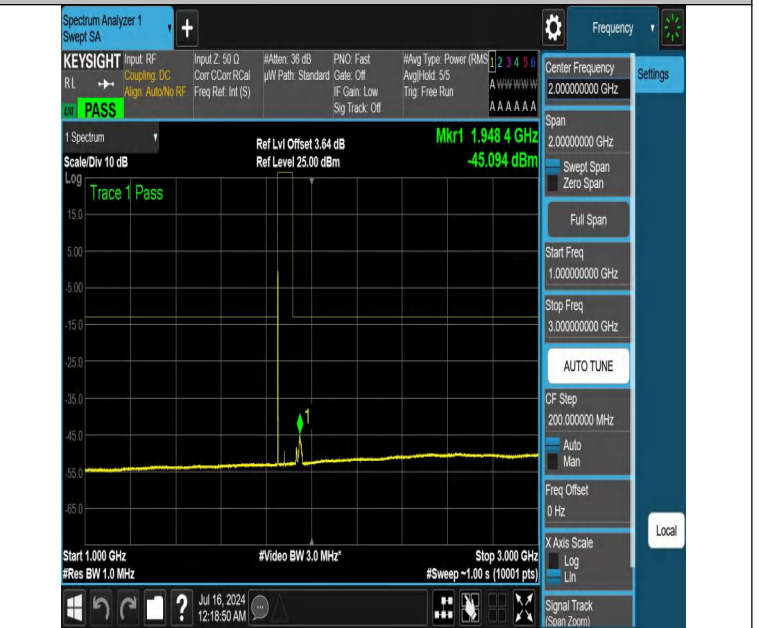 Spectrum Analyzer 1
Swept SA
+
Frequency
KEYSIGHT
RL
PASS
Input: RF
Coupling: DC
Align: Auto/No RF
Input Z: 50 Ω
Corr CCorr RCal
Freq Ref: Int (S)
#Atten: 36 dB
µW Path: Standard
PNO: Fast
Gate: Off
IF Gain: Low
Sig Track: Off
#Avg Type: Power (RMS
Avg|Hold: 5/5
Trig: Free Run
1 2 3 4 5 6
A W W W W W
A A A A A A
1 Spectrum
Scale/Div 10 dB
Ref Lvl Offset 3.64 dB
Ref Level 25.00 dBm
Mkr1 1.948 4 GHz
-45.094 dBm
Log
Trace 1 Pass
15.0
5.00
-5.00
-15.0
-25.0
-35.0
-45.0
-55.0
-65.0
1
Start 1.000 GHz
#Res BW 1.0 MHz
#Video BW 3.0 MHz*
Stop 3.000 GHz
#Sweep ~1.00 s (10001 pts)
?
Jul 16, 2024
12:18:50 AM
Center Frequency
2.000000000 GHz
Settings
Span
2.00000000 GHz
Swept Span
Zero Span
Full Span
Start Freq
1.000000000 GHz
Stop Freq
3.000000000 GHz
AUTO TUNE
CF Step
200.000000 MHz
Auto
Man
Freq Offset
0 Hz
X Axis Scale
Log
Lin
Local
Signal Track
(Span Zoom)